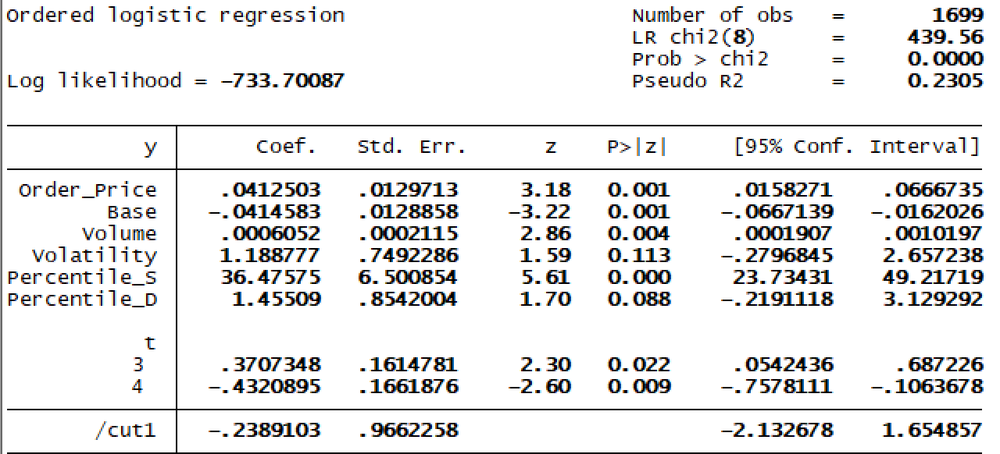 Ordered logistic regression Number of obs = 1699
LR chi2(8) = 439.56
Prob > chi2 = 0.0000
Log likelihood = -733.70087 Pseudo R2 = 0.2305
y Coef. Std. Err. z P>|z| [95% Conf. Interval]
Order_Price .0412503 .0129713 3.18 0.001 .0158271 .0666735
Base -.0414583 .0128858 -3.22 0.001 -.0667139 -.0162026
Volume .0006052 .0002115 2.86 0.004 .0001907 .0010197
Volatility 1.188777 .7492286 1.59 0.113 -.2796845 2.657238
Percentile_S 36.47575 6.500854 5.61 0.000 23.73431 49.21719
Percentile_D 1.45509 .8542004 1.70 0.088 -.2191118 3.129292
t
3 .3707348 .1614781 2.30 0.022 .0542436 .687226
4 -.4320895 .1661876 -2.60 0.009 -.7578111 -.1063678
/cut1 -.2389103 .9662258 -2.132678 1.654857